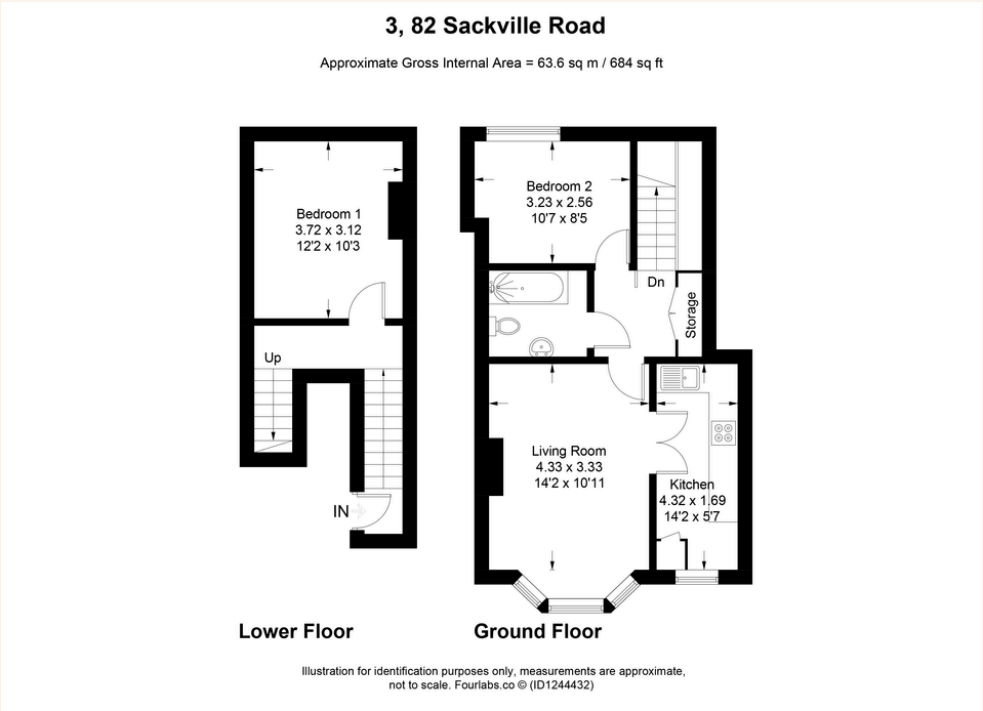 3, 82 Sackville Road
Approximate Gross Internal Area = 63.6 sq m / 684 sq ft
Bedroom 1
3.72 x 3.12
12'2 x 10'3
Up
IN
Lower Floor
Bedroom 2
3.23 x 2.56
10'7 x 8'5
Dn
Storage
Living Room
4.33 x 3.33
14'2 x 10'11
Kitchen
4.32 x 1.69
14'2 x 5'7
Ground Floor
Illustration for identification purposes only, measurements are approximate,
not to scale. Fourlabs.co © (ID1244432)